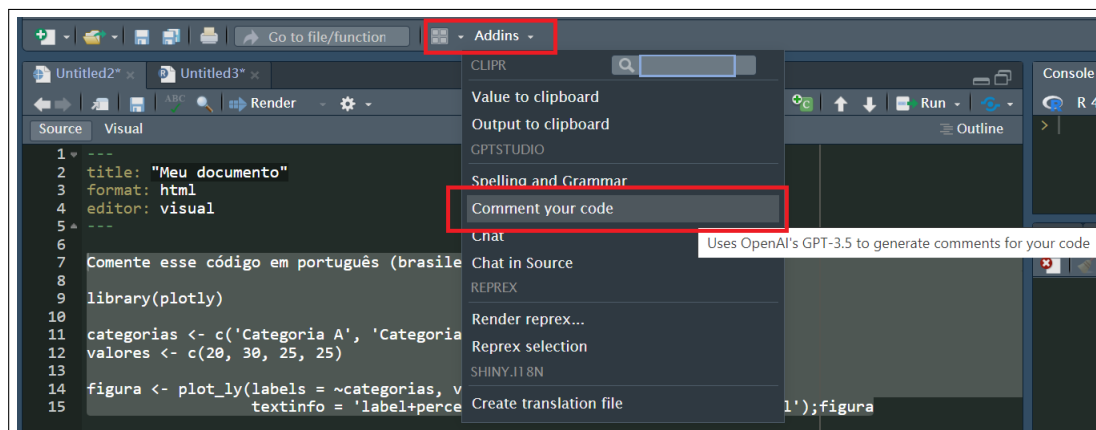 Go to file/function Addins
Untitled2* Untitled3*
CLIPR
Console
ABC Render
Value to clipboard
Run
R 4
Source Visual
Output to clipboard
Outline
>
GPTSTUDIO
1 ---
2 title: "Meu documento"
Spelling and Grammar
3 format: html
4 editor: visual
Comment your code
5 ---
Chat
Uses OpenAI's GPT-3.5 to generate comments for your code
6
7 Comente esse código em português (brasile
Chat in Source
8
REPREX
9 library(plotly)
10
Render reprex...
11 categorias <- c('Categoria A', 'Categoria
12 valores <- c(20, 30, 25, 25)
Reprex selection
13
SHINY.I18N
14 figura <- plot_ly(labels = ~categorias, v
15 textinfo = 'label+perce
Create translation file
l');figura